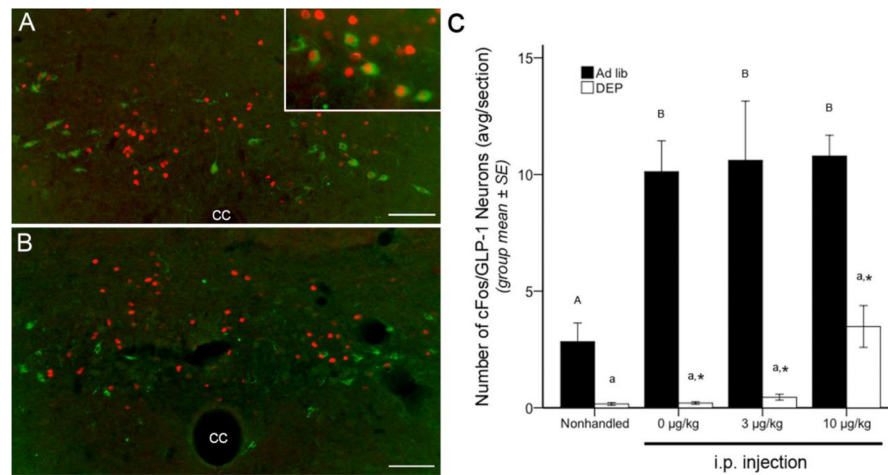 A
CC
B
CC
C
Number of cFos/GLP-1 Neurons (avg/section)
(group mean ± SE)
15
10
5
0
Ad lib
DEP
A
a
B
a,*
B
a,*
B
a,*
Nonhandled
0 µg/kg
3 µg/kg
10 µg/kg
i.p. injection